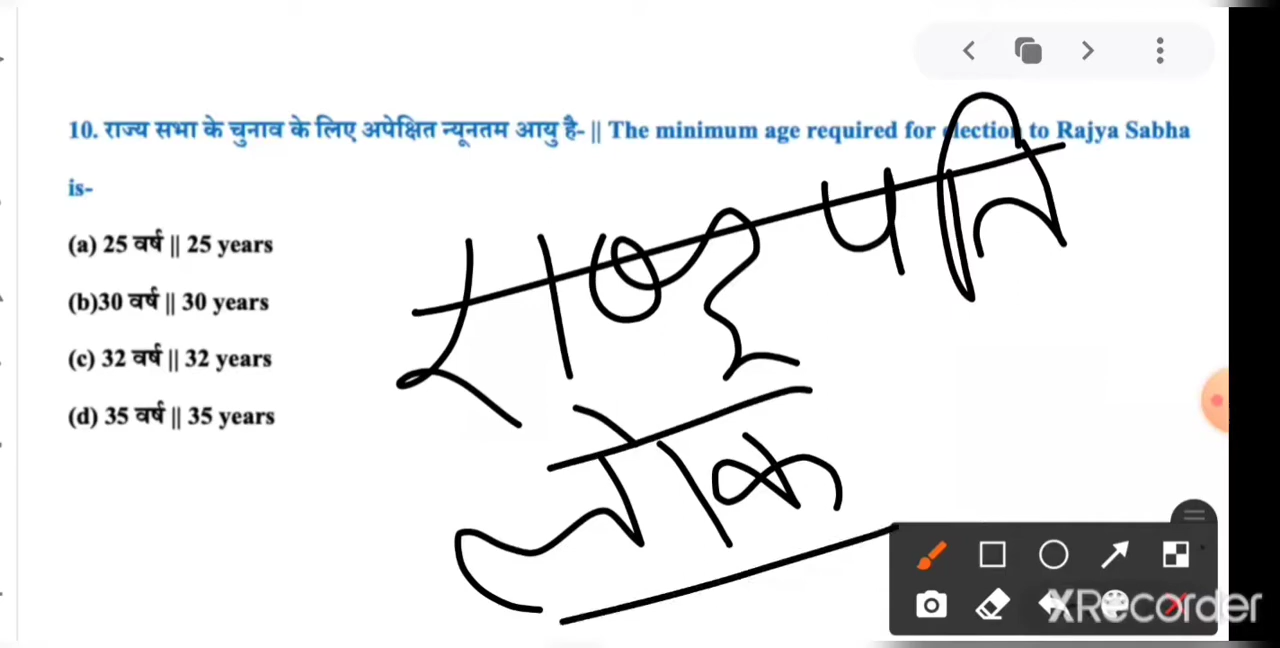 10. राज्य सभा के चुनाव के लिए अपेक्षित न्यूनतम आयु है- || The minimum age required for election to Rajya Sabha
is-
(a) 25 वर्ष || 25 years
(b)30 वर्ष || 30 years
(c) 32 वर्ष || 32 years
(d) 35 वर्ष || 35 years
राष्ट्रपति
लोक
XRecorder